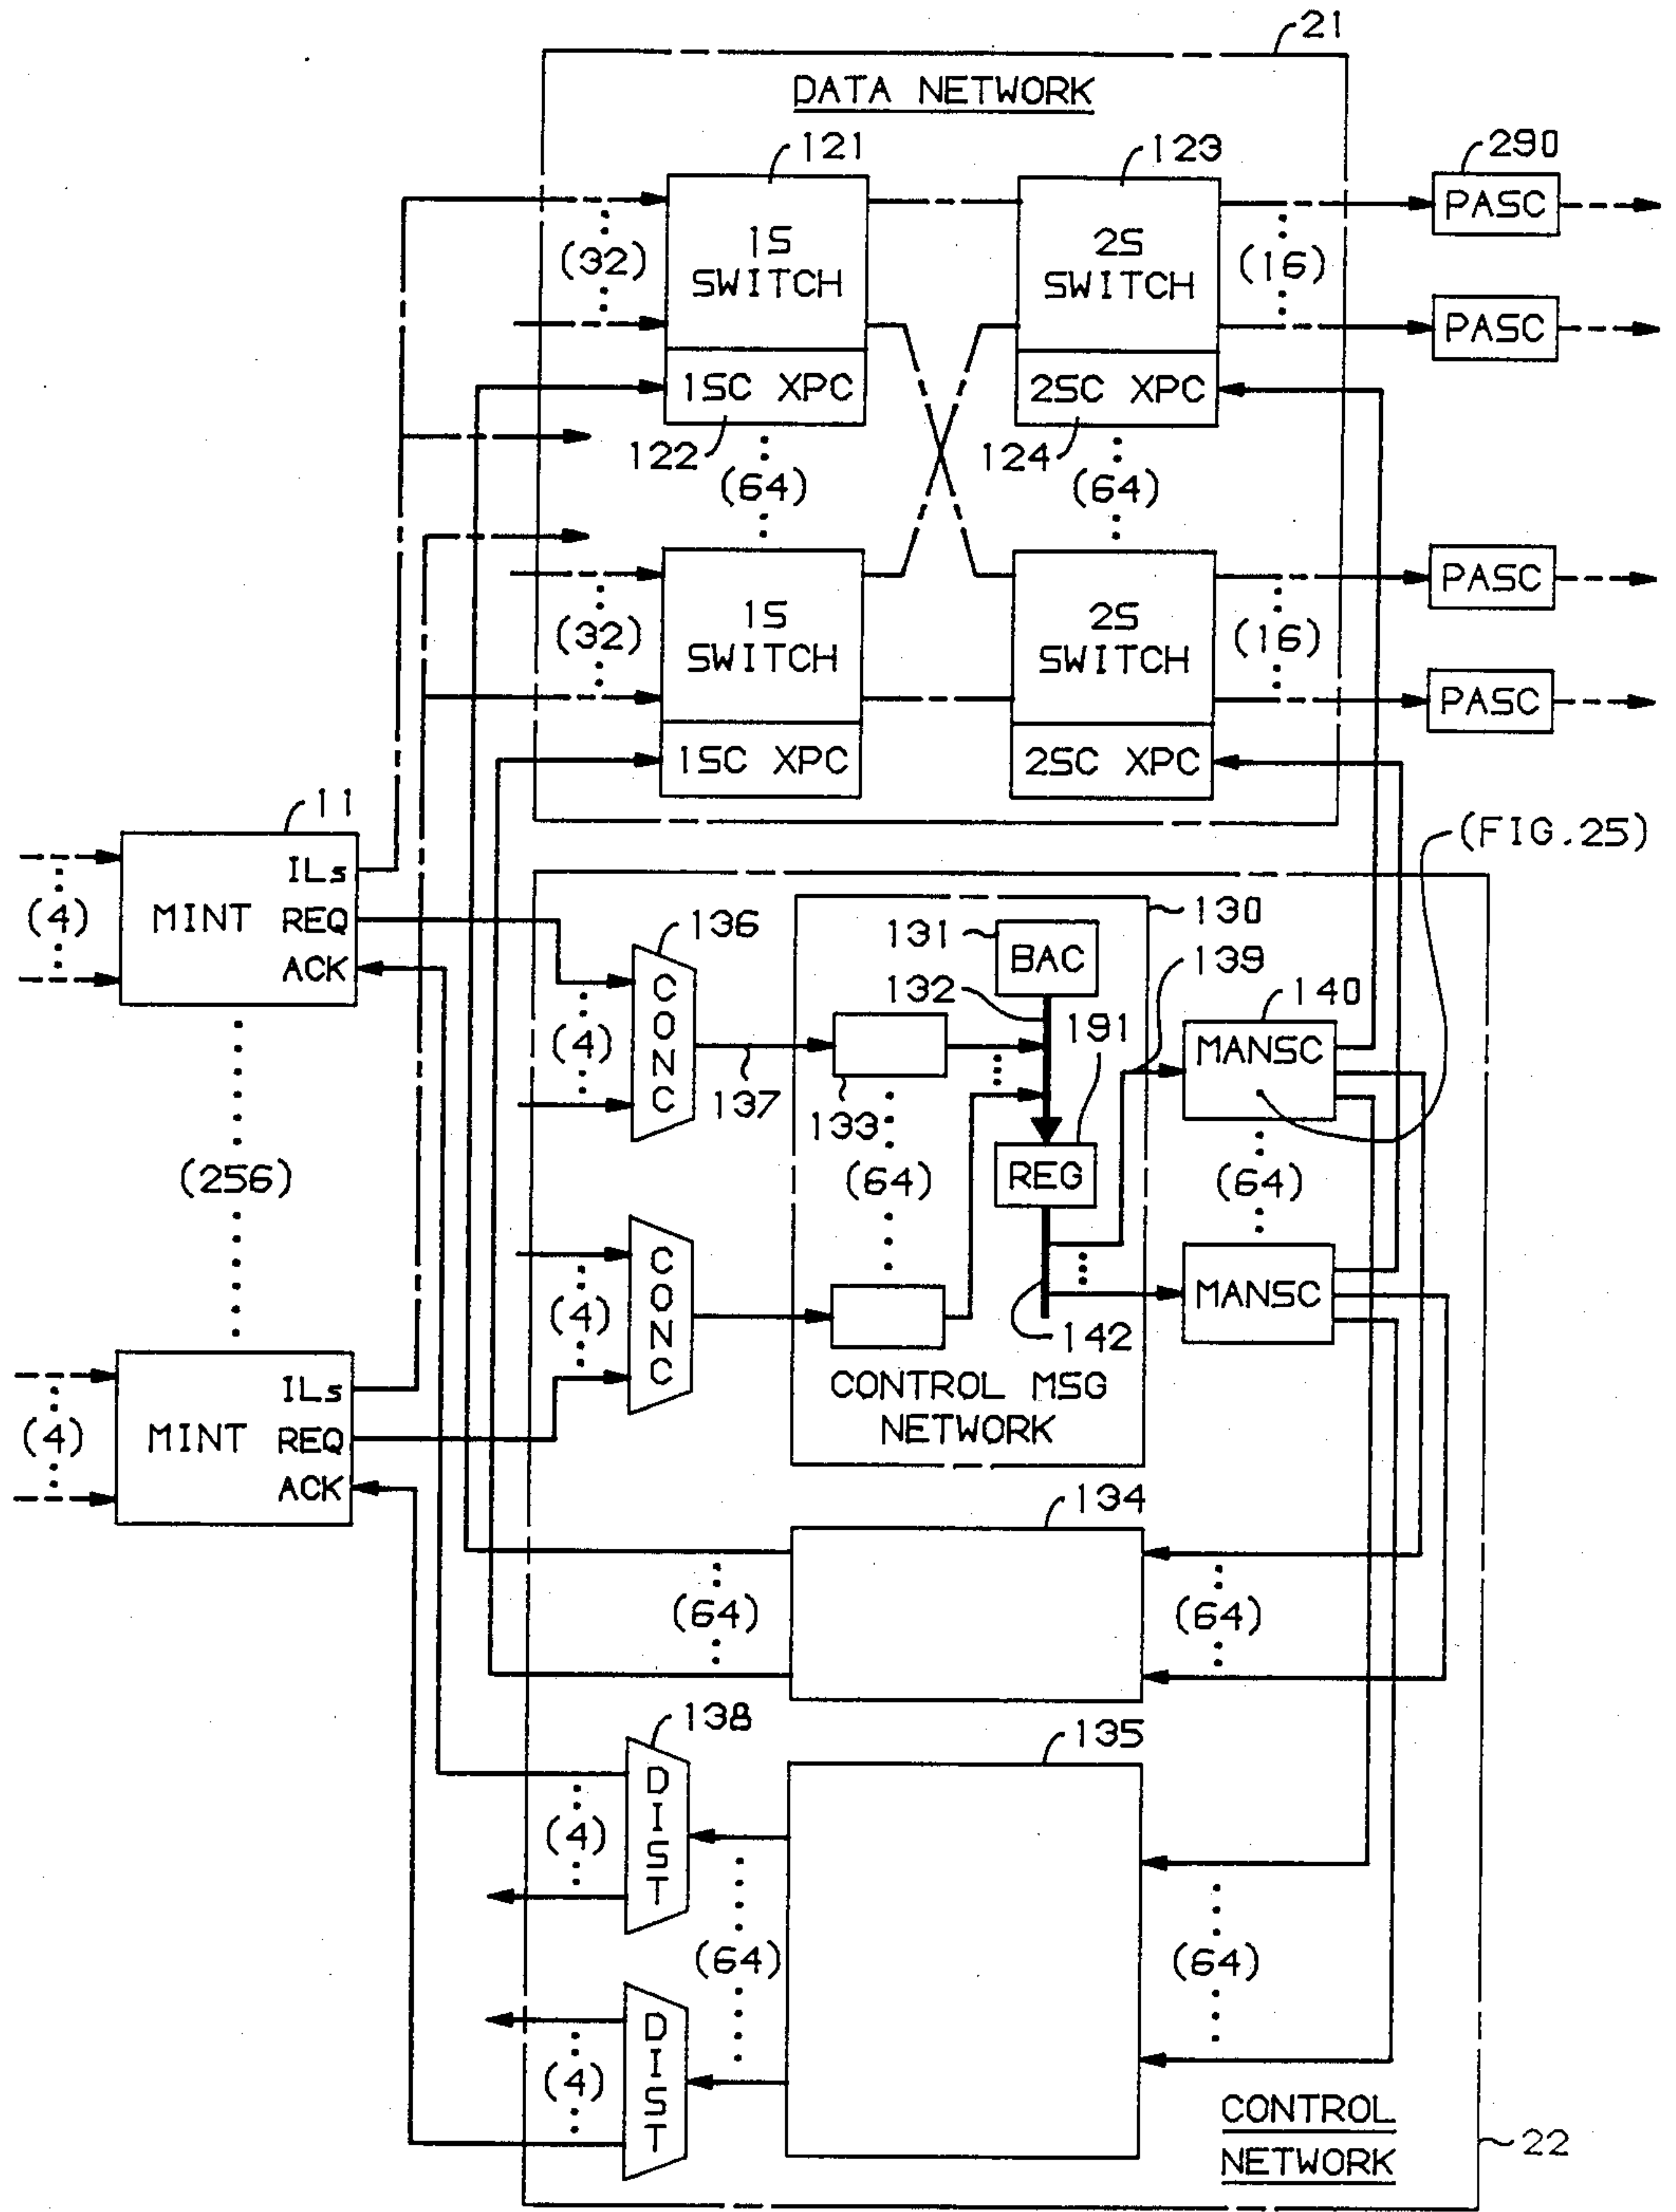 21
DATA NETWORK
121
123
290
PASC
1S
SWITCH
2S
SWITCH
(32)
(16)
PASC
1SC XPC
2SC XPC
122
124
(64)
(64)
PASC
1S
SWITCH
2S
SWITCH
(32)
(16)
PASC
1SC XPC
2SC XPC
11
(FIG.25)
ILs
(4)
MINT
REQ
ACK
136
CONC
(4)
137
130
131
BAC
132
139
191
133
140
MANSC
(256)
(64)
REG
(64)
CONC
(4)
142
MANSC
CONTROL MSG
NETWORK
ILs
(4)
MINT
REQ
ACK
134
(64)
(64)
138
135
DIST
(4)
(64)
(64)
DIST
(4)
CONTROL
NETWORK
22